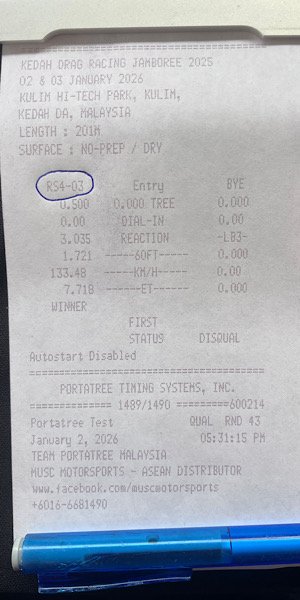 ==============================
KEDAH DRAG RACING JAMBOREE 2025
02 & 03 JANUARY 2026
KULIM HI-TECH PARK, KULIM,
KEDAH DA, MALAYSIA
LENGTH : 201M
SURFACE : NO-PREP / DRY
RS4-03 Entry BYE
0.500 0.000 TREE 0.000
0.00 DIAL-IN 0.000
3.035 REACTION -LB3-
1.721 -----60FT----- 0.000
133.48 -----KM/H----- 0.00
7.718 ------ET------ 0.000
WINNER
FIRST
STATUS DISQUAL
Autostart Disabled
==============================
PORTATREE TIMING SYSTEMS, INC.
============= 1489/1490 =========600214
Portatree Test QUAL RND 43
January 2, 2026 05:31:15 PM
TEAM PORTATREE MALAYSIA
MUSC MOTORSPORTS - ASEAN DISTRIBUTOR
www.facebook.com/muscmotorsports
+6016-6681490